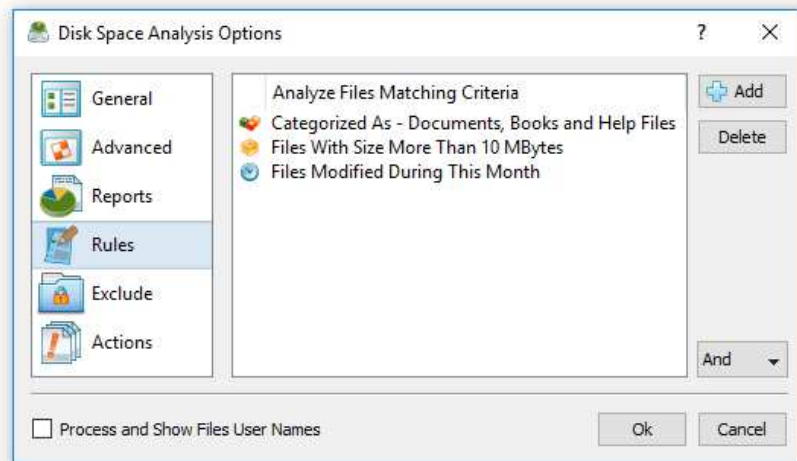 Disk Space Analysis Options
?
General
Advanced
Reports
Rules
Exclude
Actions
Analyze Files Matching Criteria
Categorized As - Documents, Books and Help Files
Files With Size More Than 10 MBytes
Files Modified During This Month
Add
Delete
And
Process and Show Files User Names
Ok
Cancel